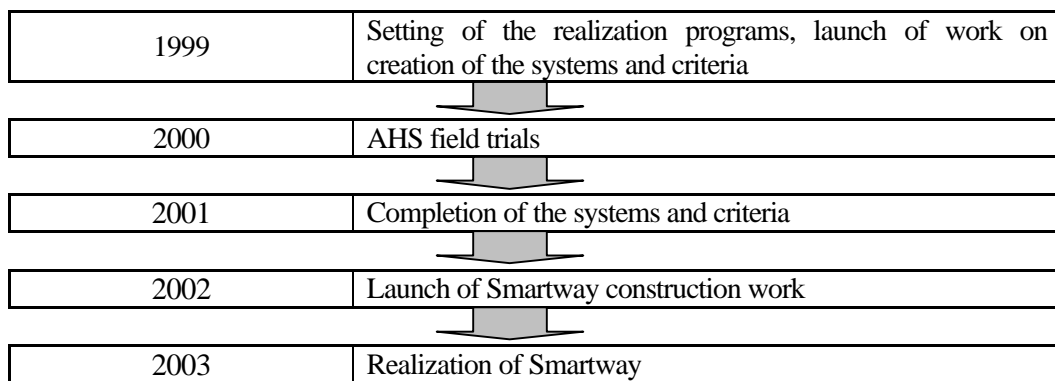 1999
Setting of the realization programs, launch of work on
creation of the systems and criteria
2000
AHS field trials
2001
Completion of the systems and criteria
2002
Launch of Smartway construction work
2003
Realization of Smartway